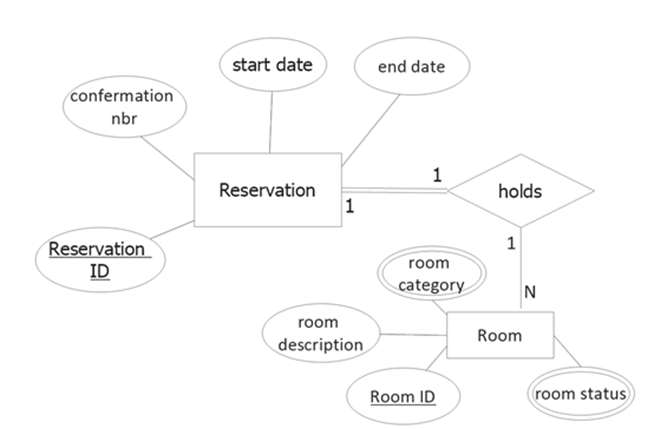 start date
end date
confermation
nbr
Reservation
1
1
holds
Reservation
ID
1
room
category
N
room
description
Room
Room ID
room status